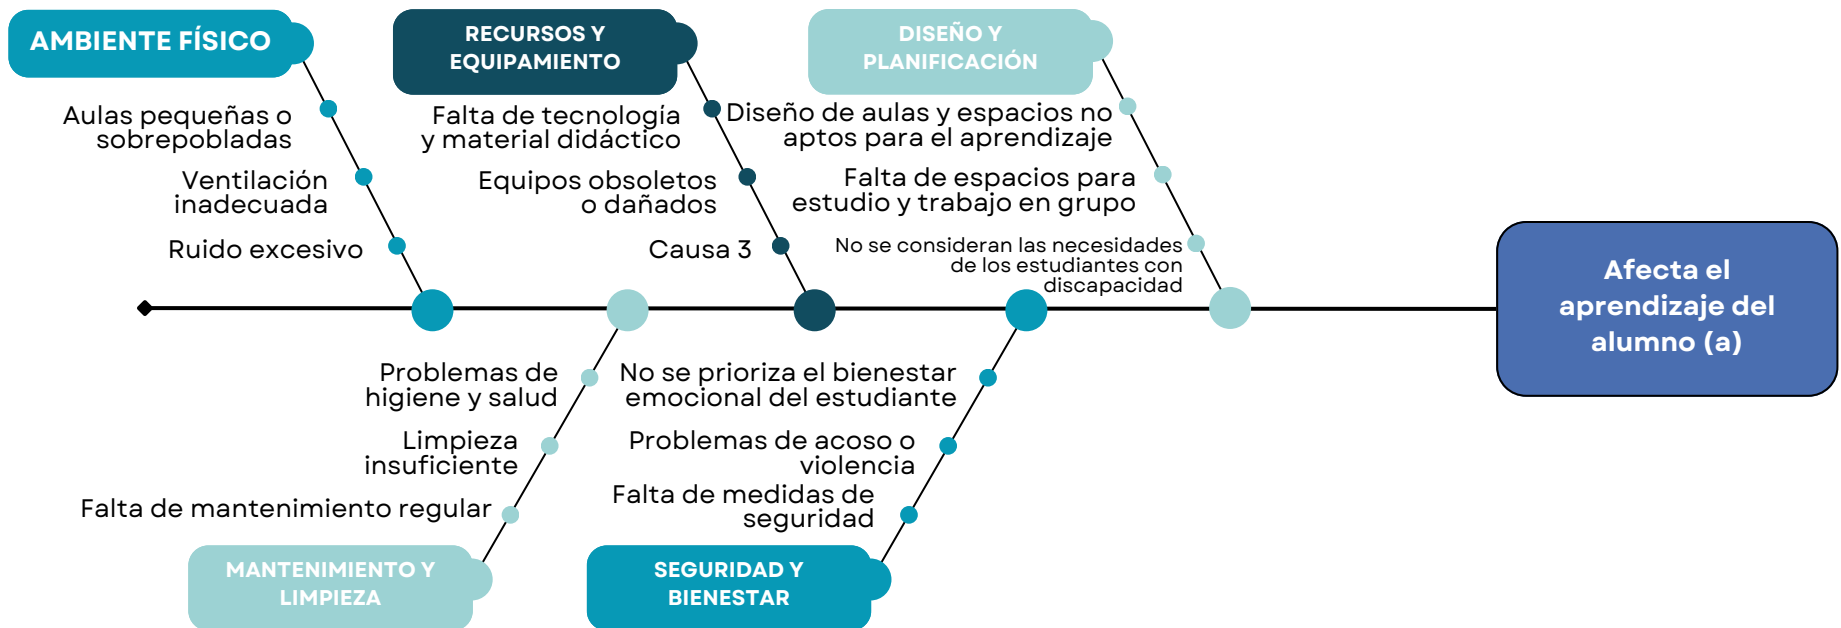 AMBIENTE FÍSICO
Aulas pequeñas o
sobrepobladas
Ventilación
inadecuada
Ruido excesivo
RECURSOS Y
EQUIPAMIENTO
Falta de tecnología
y material didáctico
Equipos obsoletos
o dañados
Causa 3
DISEÑO Y
PLANIFICACIÓN
Diseño de aulas y espacios no
aptos para el aprendizaje
Falta de espacios para
estudio y trabajo en grupo
No se consideran las necesidades
de los estudiantes con
discapacidad
Afecta el
aprendizaje del
alumno (a)
Problemas de
higiene y salud
Limpieza
insuficiente
Falta de mantenimiento regular
MANTENIMIENTO Y
LIMPIEZA
No se prioriza el bienestar
emocional del estudiante
Problemas de acoso o
violencia
Falta de medidas de
seguridad
SEGURIDAD Y
BIENESTAR